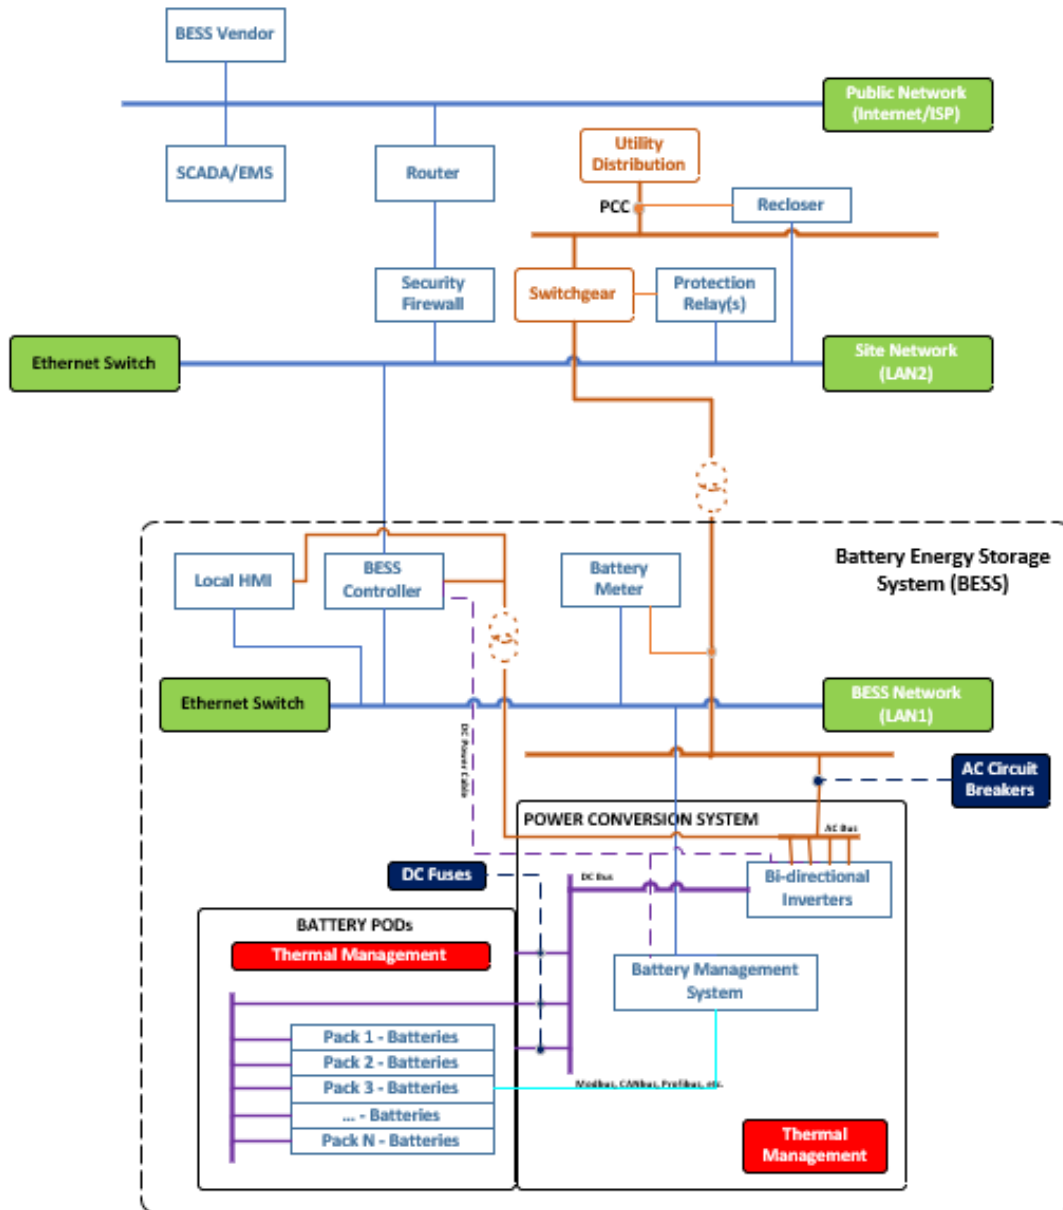 BESS Vendor
Public Network
(Internet/ISP)
Utility
Distribution
SCADA/EMS
Router
Recloser
PCC
Security
Firewall
Switchgear
Protection
Relay(s)
Ethernet Switch
Site Network
(LAN2)
Battery Energy Storage
System (BESS)
Local HMI
BESS
Controller
Battery
Meter
Ethernet Switch
BESS Network
(LAN1)
DC Power Cable
AC Circuit
Breakers
POWER CONVERSION SYSTEM
AC Bus
DC Fuses
DC Bus
Bi-directional
Inverters
BATTERY PODs
Thermal Management
Battery Management
System
Pack 1 - Batteries
Pack 2 - Batteries
Pack 3 - Batteries
... - Batteries
Pack N - Batteries
Modbus, CANbus, Profibus, etc.
Thermal
Management